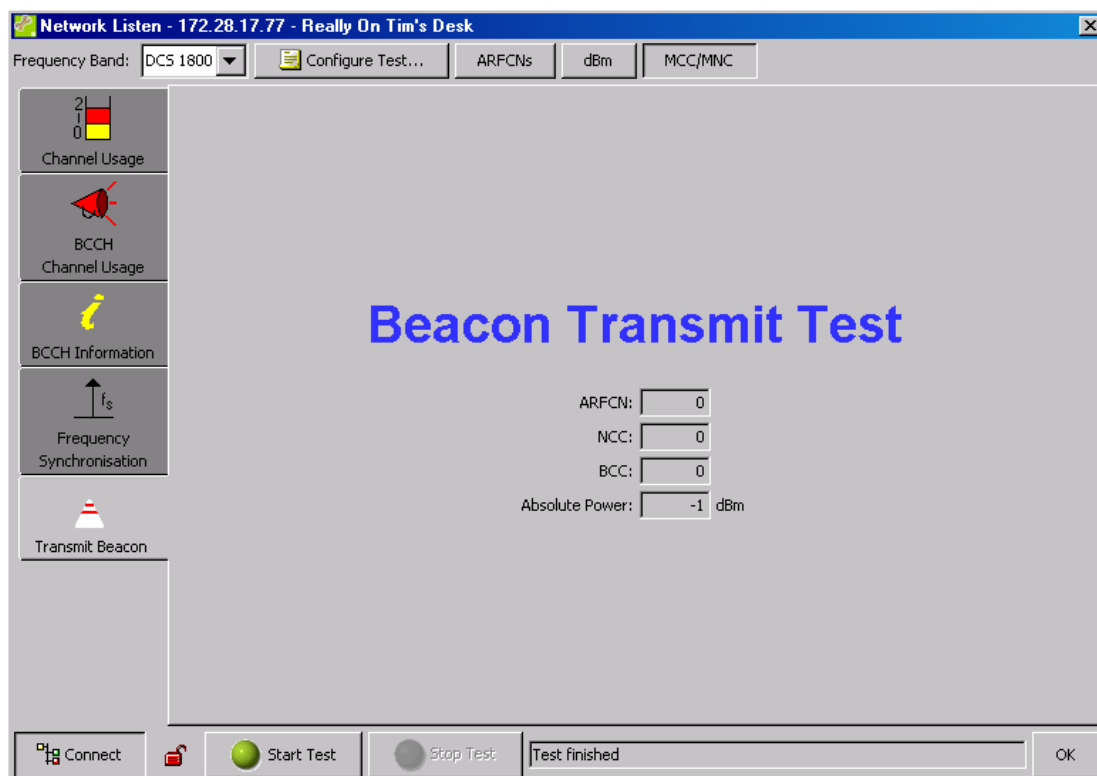 Network Listen - 172.28.17.77 - Really On Tim's Desk
Frequency Band: DCS 1800 Configure Test... ARFCNs dBm MCC/MNC
2
1
0
Channel Usage
BCCH
Channel Usage
i
BCCH Information
fs
Frequency
Synchronisation
Transmit Beacon
Beacon Transmit Test
ARFCN: 0
NCC: 0
BCC: 0
Absolute Power: -1 dBm
Connect Start Test Stop Test Test finished OK